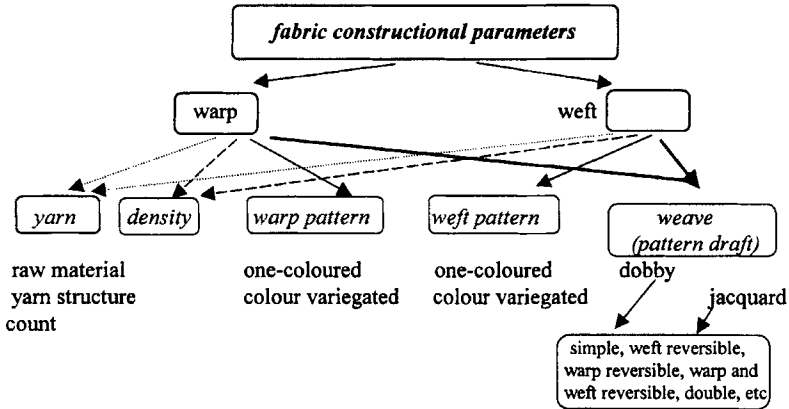 fabric constructional parameters
warp
weft
yarn
density
warp pattern
weft pattern
weave
(pattern draft)
raw material
yarn structure
count
one-coloured
colour variegated
one-coloured
colour variegated
dobby
jacquard
simple, weft reversible,
warp reversible, warp and
weft reversible, double, etc